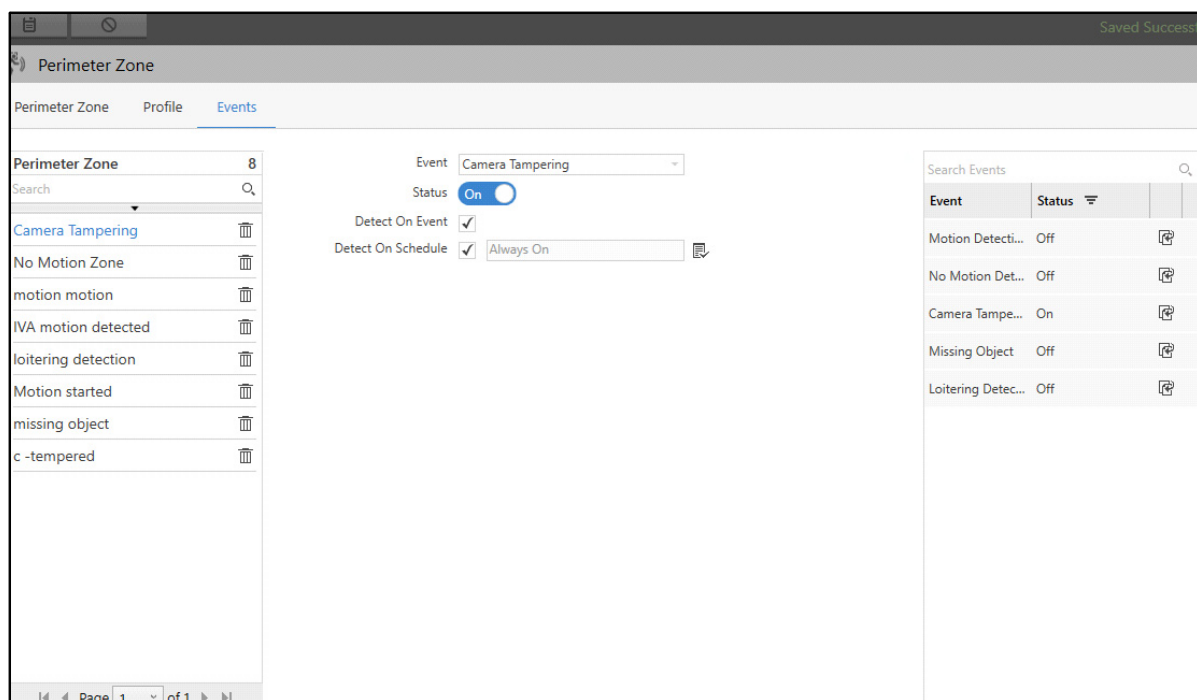 Saved Success
Perimeter Zone
Perimeter Zone Profile Events
Perimeter Zone 8
Search
Camera Tampering
No Motion Zone
motion motion
IVA motion detected
loitering detection
Motion started
missing object
c -tempered
Page 1 of 1
Event Camera Tampering
Status On
Detect On Event
Detect On Schedule Always On
Search Events
Event Status
Motion Detecti... Off
No Motion Det... Off
Camera Tampe... On
Missing Object Off
Loitering Detec... Off